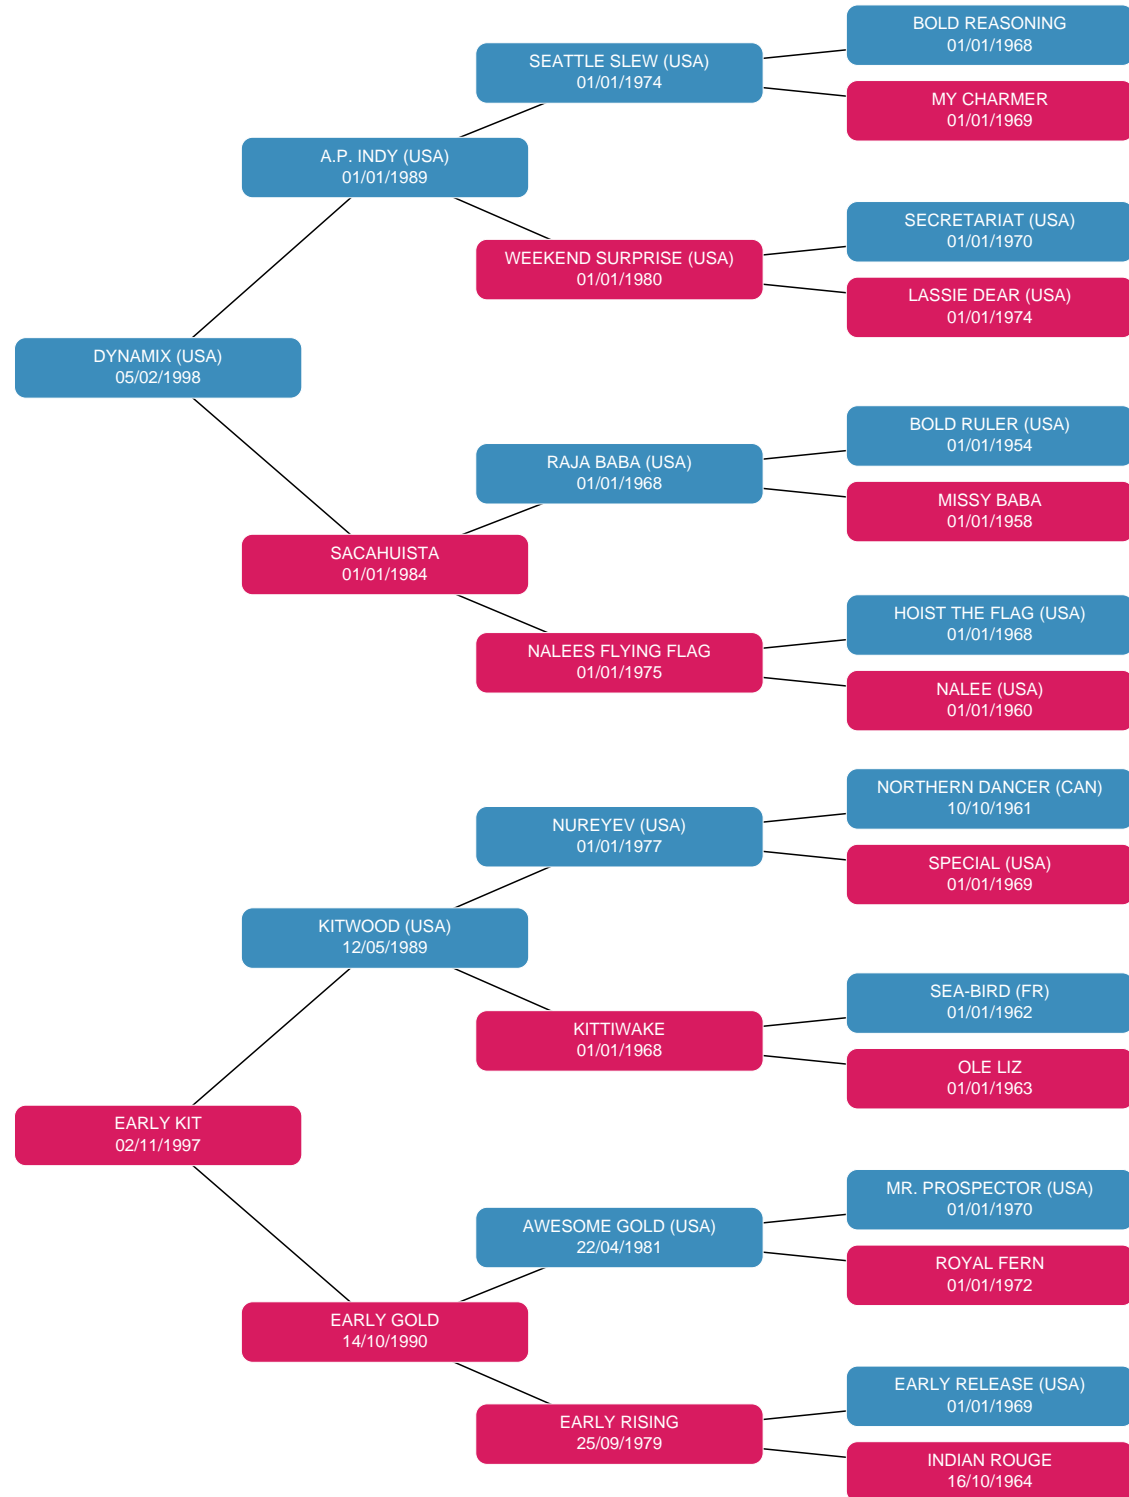 BOLD REASONING
01/01/1968
SEATTLE SLEW (USA)
01/01/1974
MY CHARMER
01/01/1969
A.P. INDY (USA)
01/01/1989
SECRETARIAT (USA)
01/01/1970
WEEKEND SURPRISE (USA)
01/01/1980
LASSIE DEAR (USA)
01/01/1974
DYNAMIX (USA)
05/02/1998
BOLD RULER (USA)
01/01/1954
RAJA BABA (USA)
01/01/1968
MISSY BABA
01/01/1958
SACAHUISTA
01/01/1984
HOIST THE FLAG (USA)
01/01/1968
NALEES FLYING FLAG
01/01/1975
NALEE (USA)
01/01/1960
NORTHERN DANCER (CAN)
10/10/1961
NUREYEV (USA)
01/01/1977
SPECIAL (USA)
01/01/1969
KITWOOD (USA)
12/05/1989
SEA-BIRD (FR)
01/01/1962
KITTIWAKE
01/01/1968
OLE LIZ
01/01/1963
EARLY KIT
02/11/1997
MR. PROSPECTOR (USA)
01/01/1970
AWESOME GOLD (USA)
22/04/1981
ROYAL FERN
01/01/1972
EARLY GOLD
14/10/1990
EARLY RELEASE (USA)
01/01/1969
EARLY RISING
25/09/1979
INDIAN ROUGE
16/10/1964